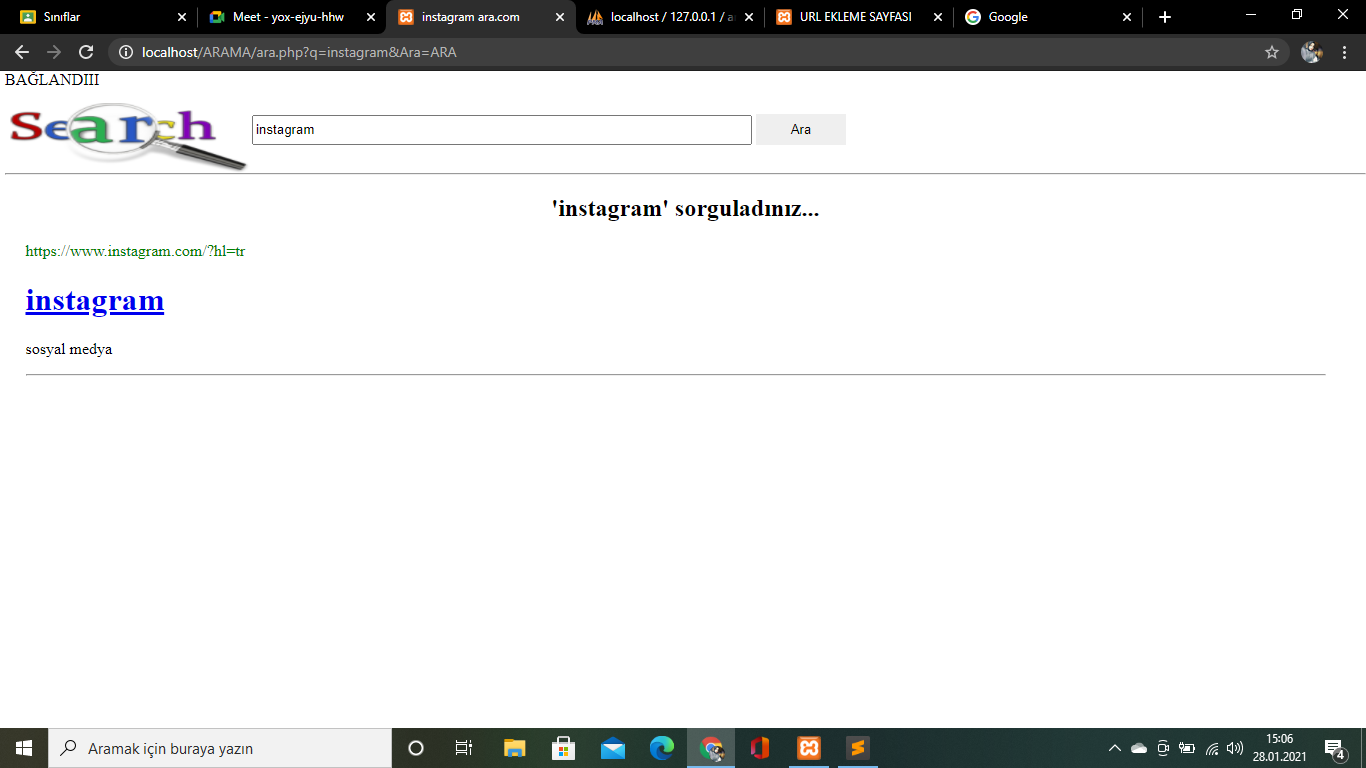 Sınıflar
Meet - yox-ejyu-hhw
instagram ara.com
localhost / 127.0.0.1 / a
URL EKLEME SAYFASI
Google
localhost/ARAMA/ara.php?q=instagram&Ara=ARA
BAĞLANDIII
Search
instagram
Ara
'instagram' sorguladınız...
https://www.instagram.com/?hl=tr
instagram
sosyal medya
Aramak için buraya yazın
15:06
28.01.2021
4